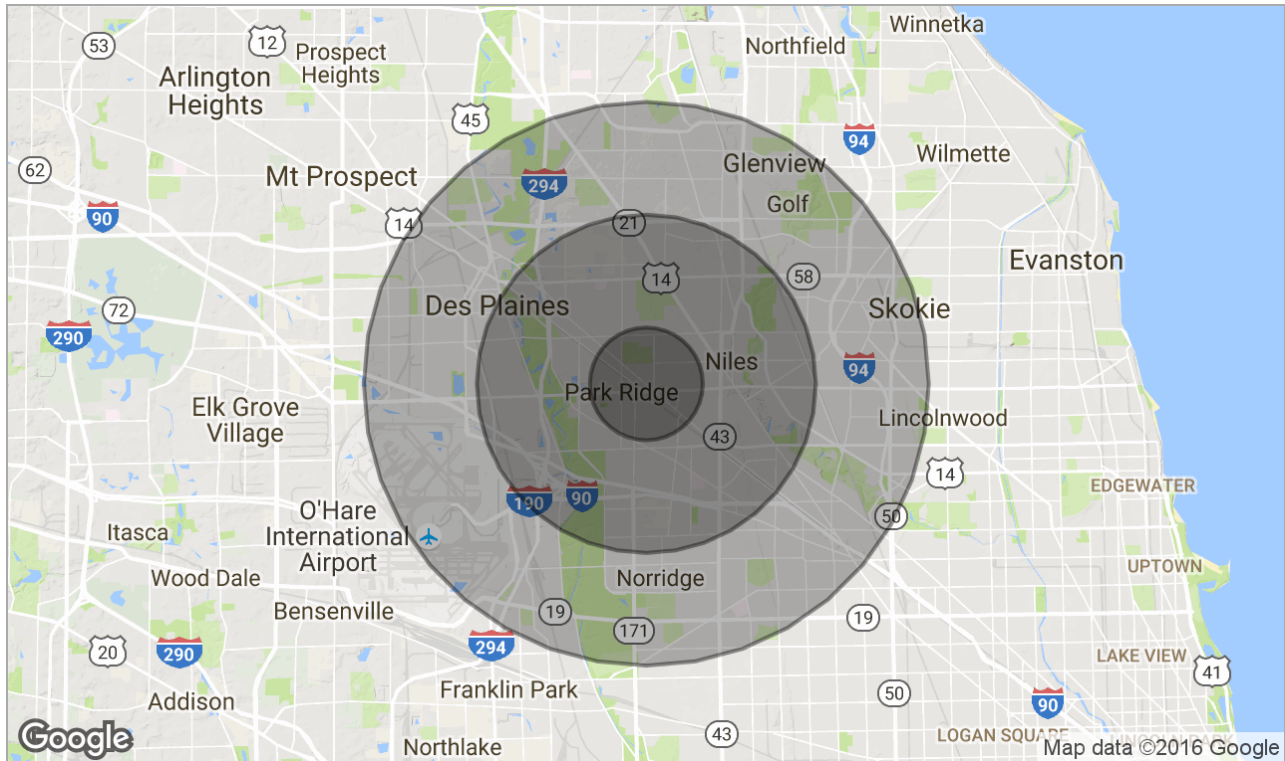 Winnetka
53
12
Northfield
Prospect
Heights
Arlington
Heights
45
94
Wilmette
Glenview
62
Mt Prospect
294
Golf
90
14
21
Evanston
58
14
72
Des Plaines
Skokie
290
Niles
94
Park Ridge
Elk Grove
Village
Lincolnwood
43
14
EDGEWATER
190
90
O'Hare
International
Airport
50
Itasca
UPTOWN
Wood Dale
Norridge
Bensenville
19
19
171
294
20
290
LAKE VIEW
41
Franklin Park
Addison
50
90
Google
43
LOGAN SQUARE
LINCOLN PARK
Northlake
Map data ©2016 Google